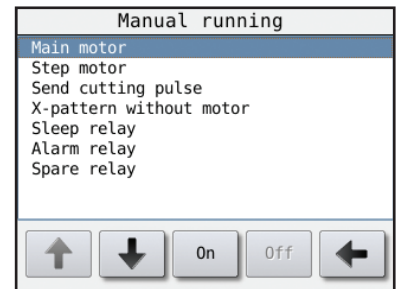 Manual running
Main motor
Step motor
Send cutting pulse
X-pattern without motor
Sleep relay
Alarm relay
Spare relay
On
Off